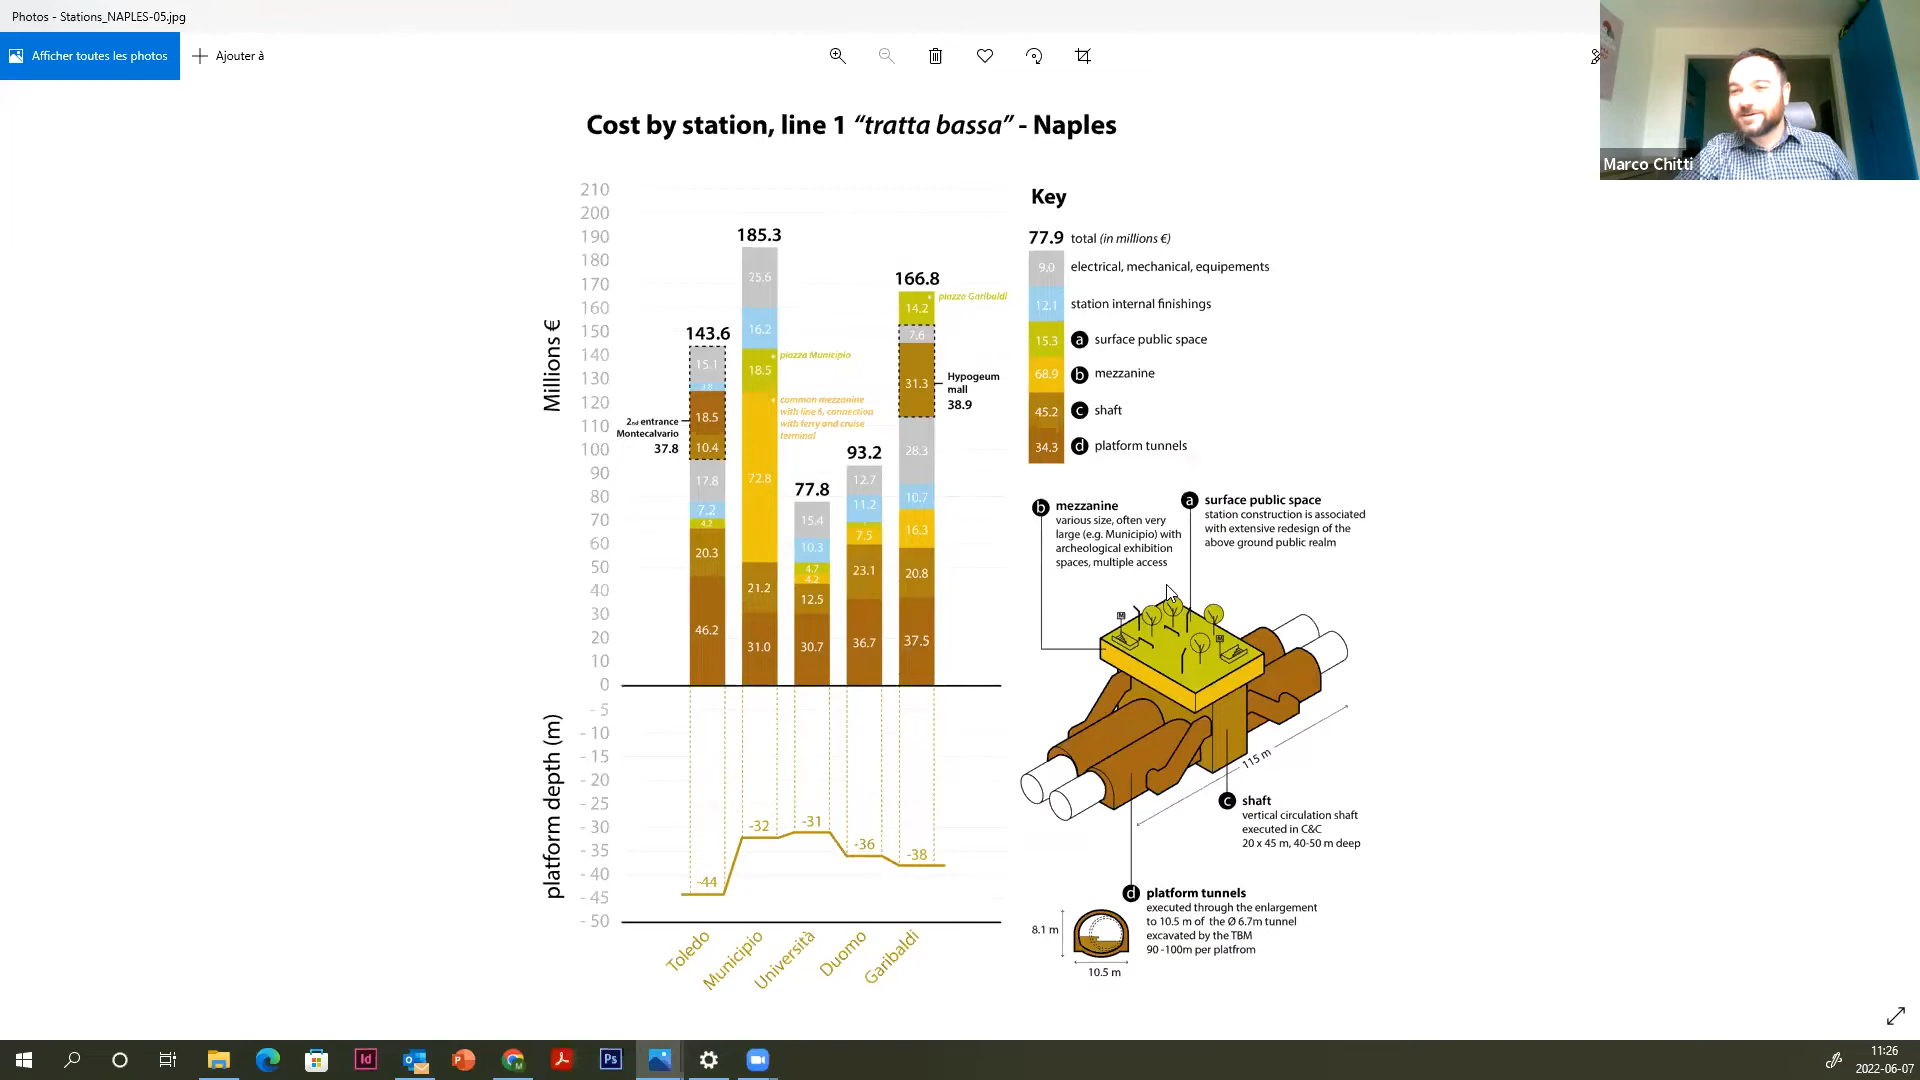 Photos - Stations_NAPLES-05.jpg
Afficher toutes les photos
Ajouter à
Marco Chitti
Cost by station, line 1 “tratta bassa” - Naples
Millions €
210
200
190
180
170
160
150
140
130
120
110
100
90
80
70
60
50
40
30
20
10
0
platform depth (m)
- 5
- 10
- 15
- 20
- 25
- 30
- 35
- 40
- 45
- 50
143.6
15.1
18.5
10.4
17.8
7.2
4.2
20.3
46.2
2nd entrance
Montecalvario
37.8
185.3
25.6
16.2
18.5
72.8
21.2
31.0
piazza Municipio
common mezzanine
with line 6, connection
with ferry and cruise
terminal
77.8
15.4
10.3
4.7
4.2
12.5
30.7
93.2
12.7
11.2
7.5
23.1
36.7
166.8
14.2
7.6
31.3
28.3
10.7
16.3
20.8
37.5
piazza Garibaldi
Hypogeum
mall
38.9
-44
-32
-31
-36
-38
Toledo
Municipio
Università
Duomo
Garibaldi
Key
77.9 total (in millions €)
9.0 electrical, mechanical, equipements
12.1 station internal finishings
15.3 a surface public space
68.9 b mezzanine
45.2 c shaft
34.3 d platform tunnels
b mezzanine
various size, often very
large (e.g. Municipio) with
archeological exhibition
spaces, multiple access
a surface public space
station construction is associated
with extensive redesign of the
above ground public realm
M
M
115 m
c shaft
vertical circulation shaft
executed in C&C
20 x 45 m, 40-50 m deep
d platform tunnels
executed through the enlargement
to 10.5 m of the Ø 6.7m tunnel
excavated by the TBM
90 -100m per platfrom
8.1 m
10.5 m
Id
Ps
11:26
2022-06-07